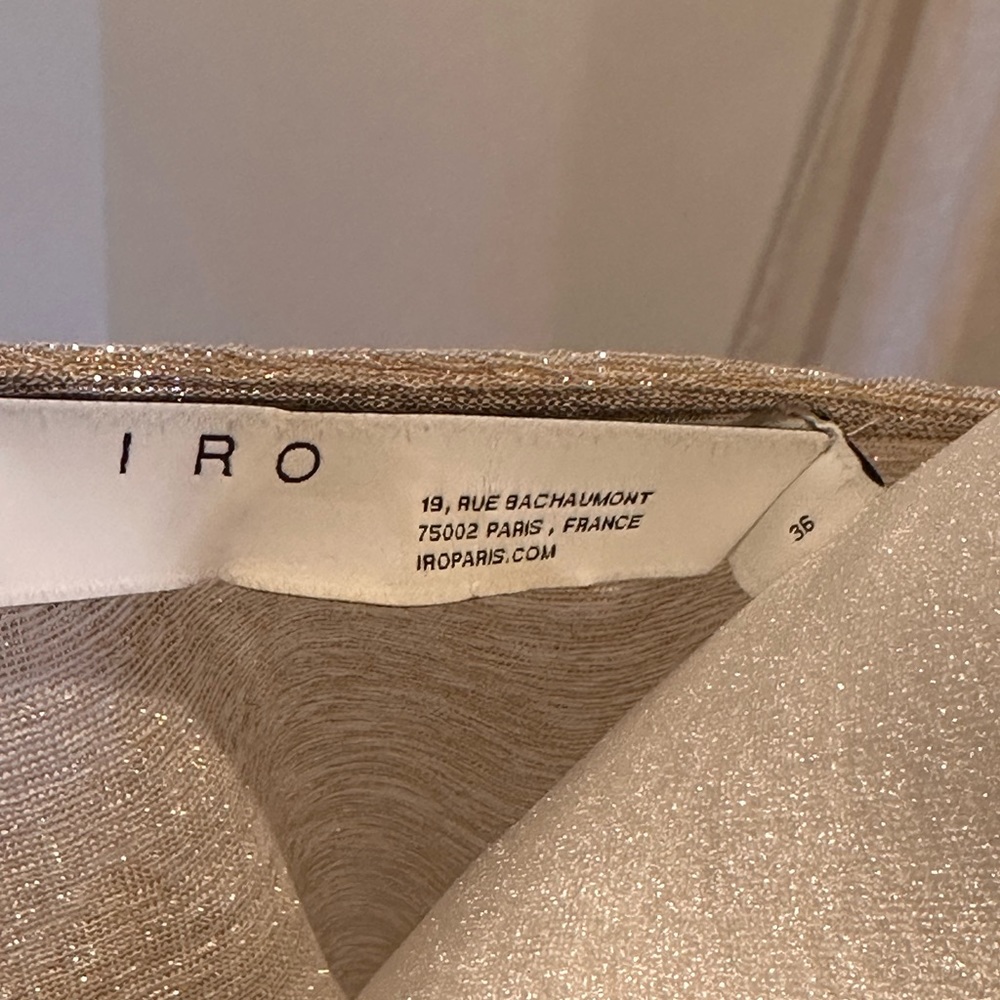 IRO
19, RUE BACHAUMONT
75002 PARIS, FRANCE
IROPARIS.COM
36